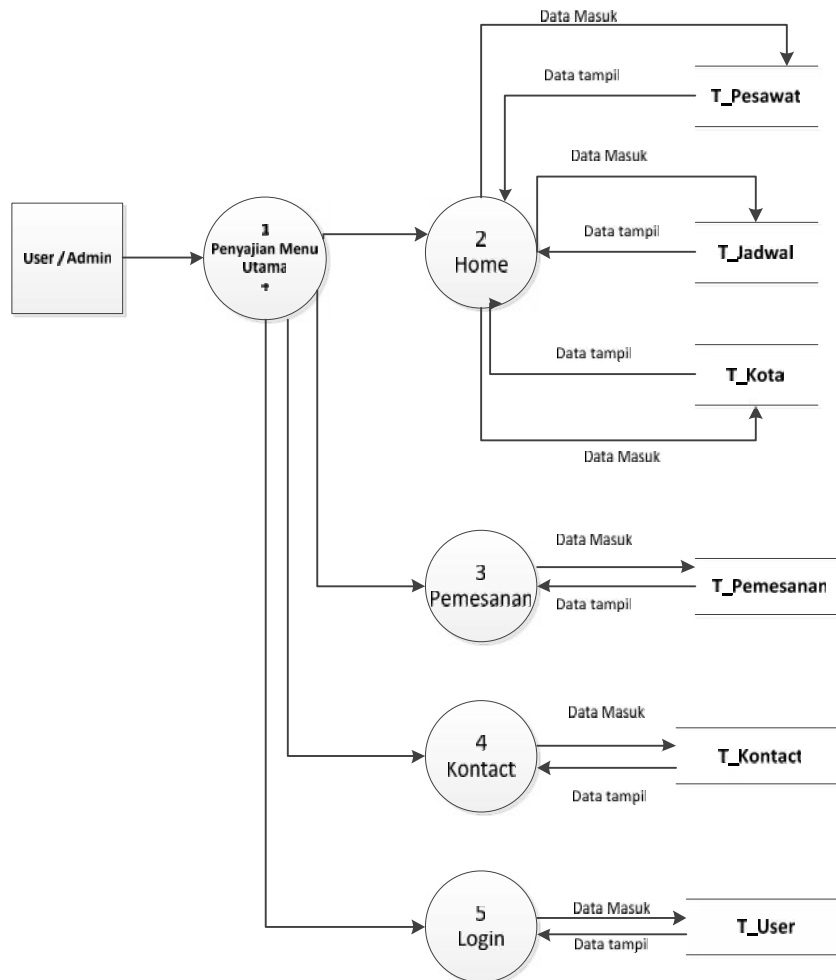 Data Masuk
Data tampil
T_Pesawat
Data Masuk
Data tampil
T_Jadwal
User / Admin
1
Penyajian Menu
Utama
2
Home
Data tampil
T_Kota
Data Masuk
3
Pemesanan
Data Masuk
Data tampil
T_Pemesanan
4
Kontact
Data Masuk
Data tampil
T_Kontact
5
Login
Data Masuk
Data tampil
T_User